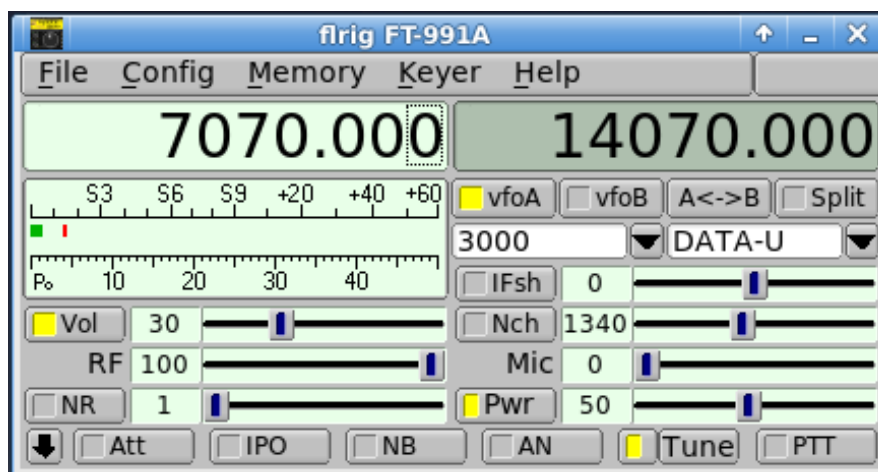 flrig FT-991A
File Config Memory Keyer Help
7070.000 14070.000
S3 S6 S9 +20 +40 +60
vfoA vfoB A<->B Split
3000 DATA-U
Po 10 20 30 40
IFsh 0
Vol 30 Nch 1340
RF 100 Mic 0
NR 1 Pwr 50
Att IPO NB AN Tune PTT